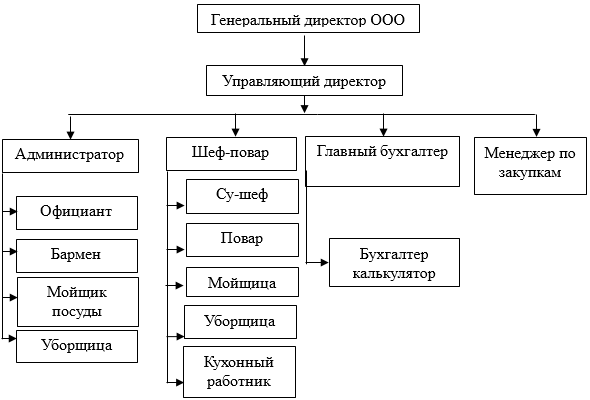 Генеральный директор ООО
Управляющий директор
Администратор
Шеф-повар
Главный бухгалтер
Менеджер по
закупкам
Официант
Бармен
Мойщик
посуды
Уборщица
Су-шеф
Повар
Мойщица
Уборщица
Кухонный
работник
Бухгалтер
калькулятор